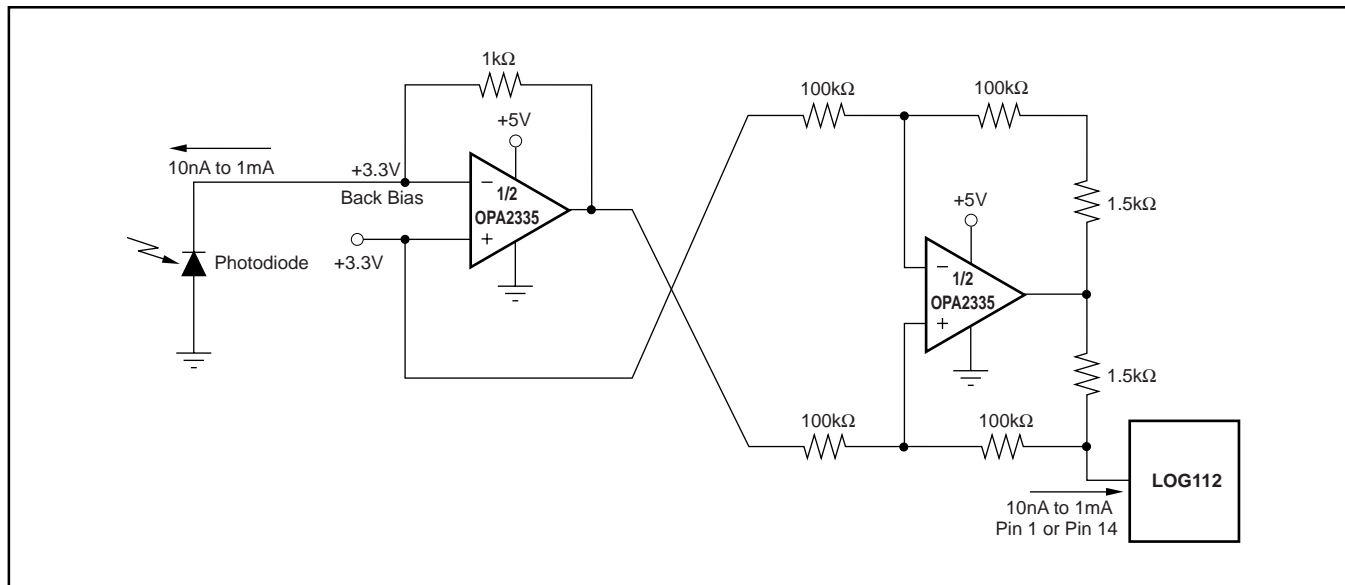 1kΩ
+5V
10nA to 1mA
+3.3V
Back Bias
−
1/2
OPA2335
+
+3.3V
Photodiode
100kΩ
100kΩ
1.5kΩ
+5V
−
1/2
OPA2335
+
1.5kΩ
100kΩ
100kΩ
10nA to 1mA
Pin 1 or Pin 14
LOG112